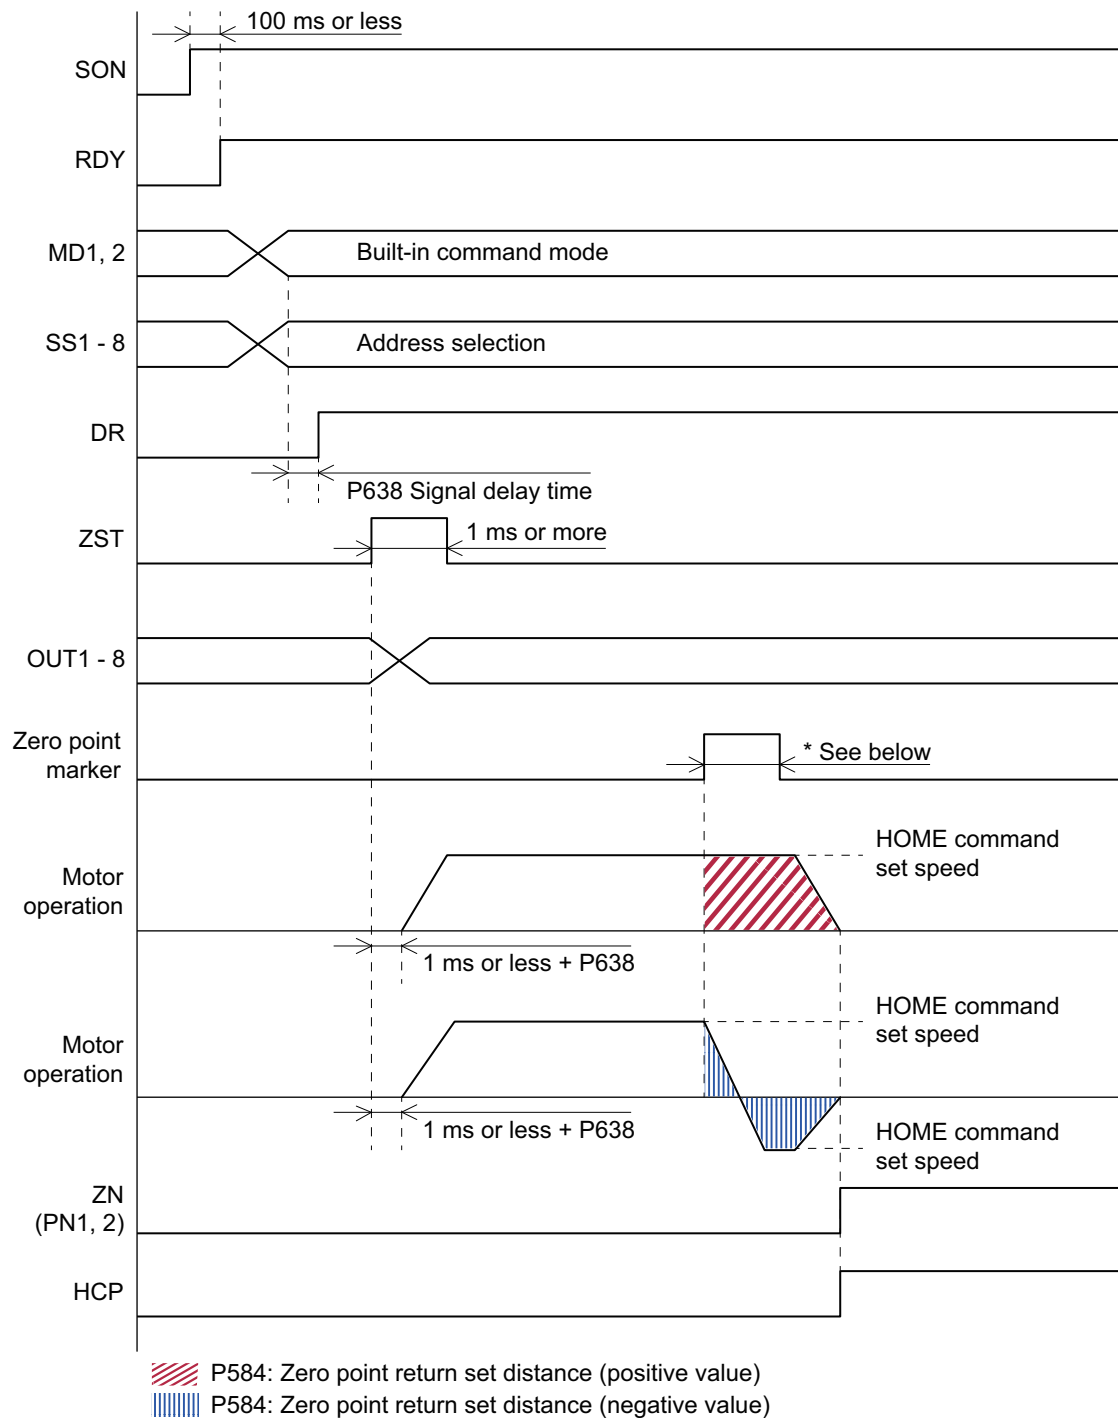 100 ms or less
SON
RDY
MD1, 2
Built-in command mode
SS1 - 8
Address selection
DR
P638 Signal delay time
ZST
1 ms or more
OUT1 - 8
Zero point
marker
* See below
HOME command
set speed
Motor
operation
1 ms or less + P638
HOME command
set speed
Motor
operation
1 ms or less + P638
HOME command
set speed
ZN
(PN1, 2)
HCP
P584: Zero point return set distance (positive value)
P584: Zero point return set distance (negative value)